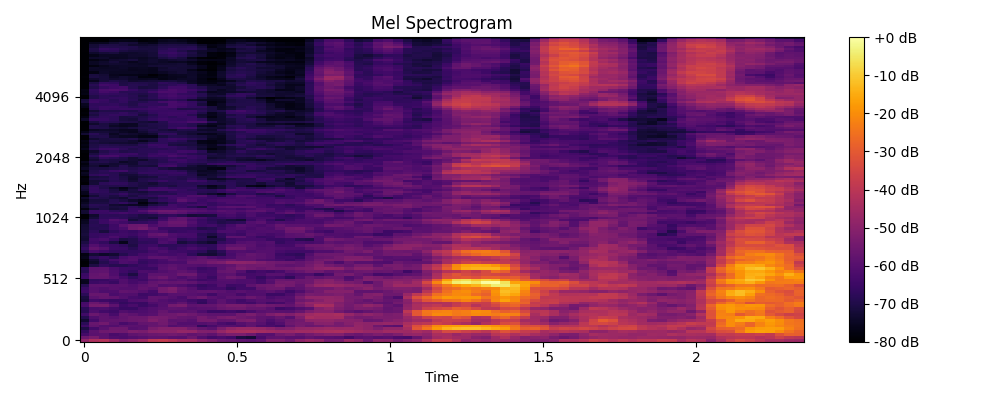 Mel Spectrogram
+0 dB
-10 dB
-20 dB
-30 dB
-40 dB
-50 dB
-60 dB
-70 dB
-80 dB
Hz
4096
2048
1024
512
0
0 0.5 1 1.5 2
Time